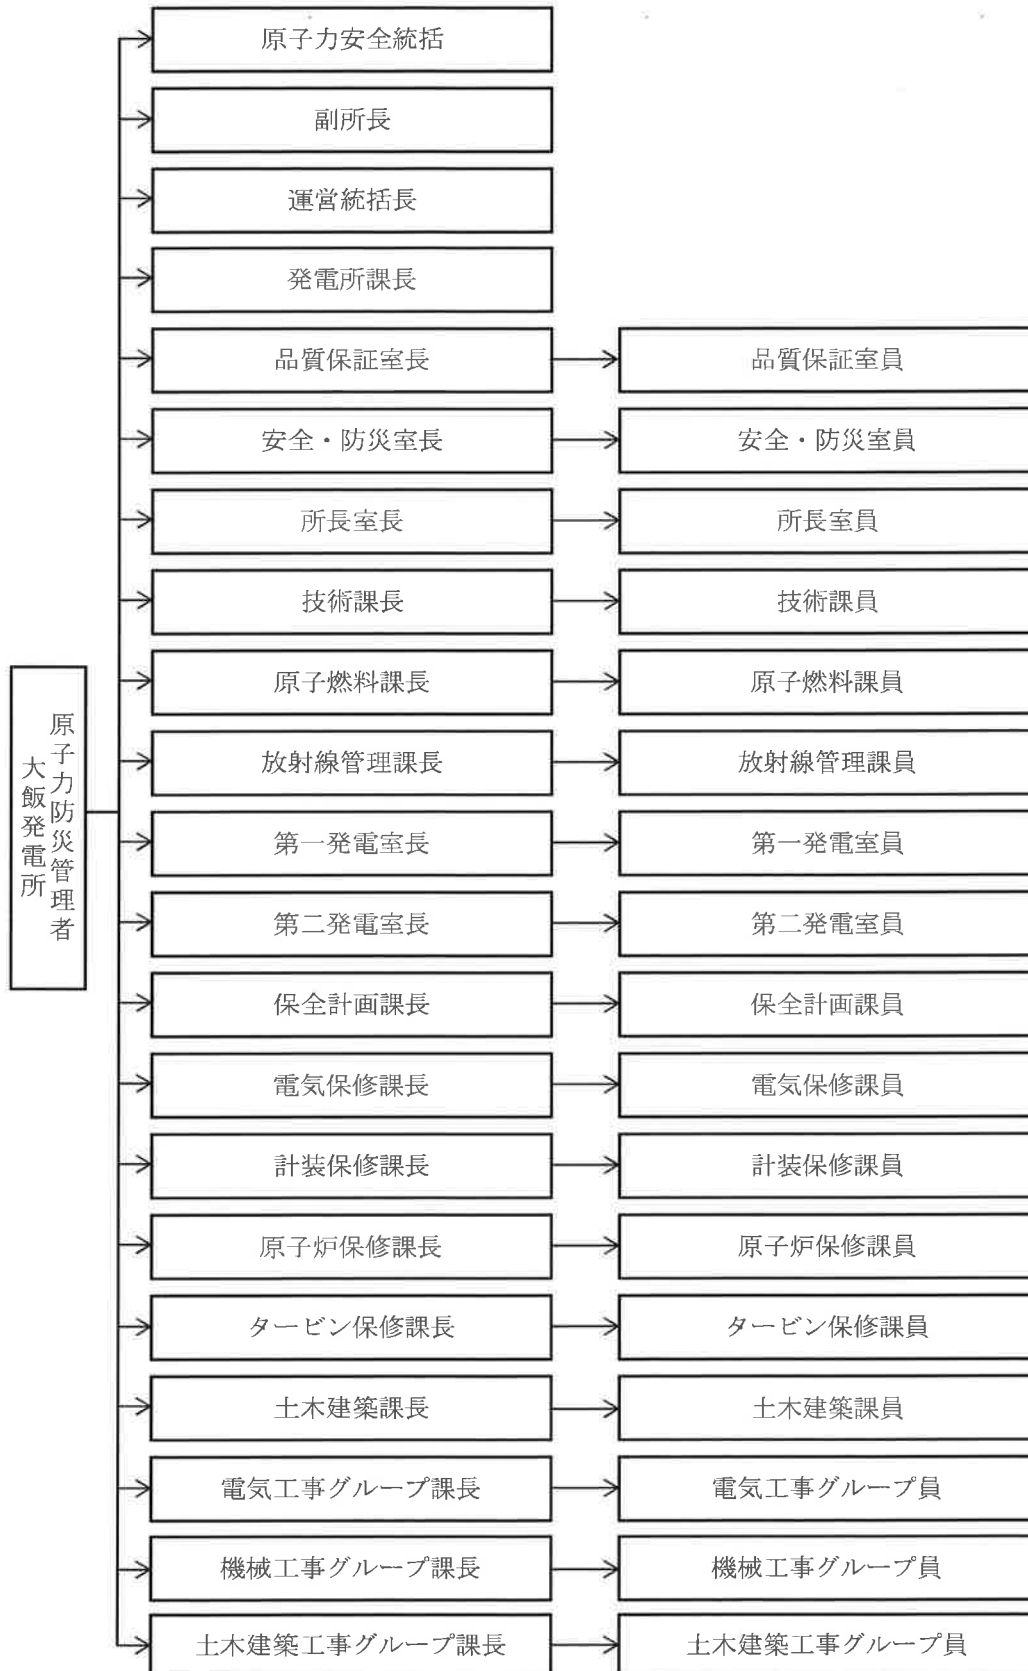 大飯発電所
原子力防災管理者
原子力安全統括
副所長
運営統括長
発電所課長
品質保証室長
品質保証室員
安全・防災室長
安全・防災室員
所長室長
所長室員
技術課長
技術課員
原子燃料課長
原子燃料課員
放射線管理課長
放射線管理課員
第一発電室長
第一発電室員
第二発電室長
第二発電室員
保全計画課長
保全計画課員
電気保修課長
電気保修課員
計装保修課長
計装保修課員
原子炉保修課長
原子炉保修課員
タービン保修課長
タービン保修課員
土木建築課長
土木建築課員
電気工事グループ課長
電気工事グループ員
機械工事グループ課長
機械工事グループ員
土木建築工事グループ課長
土木建築工事グループ員